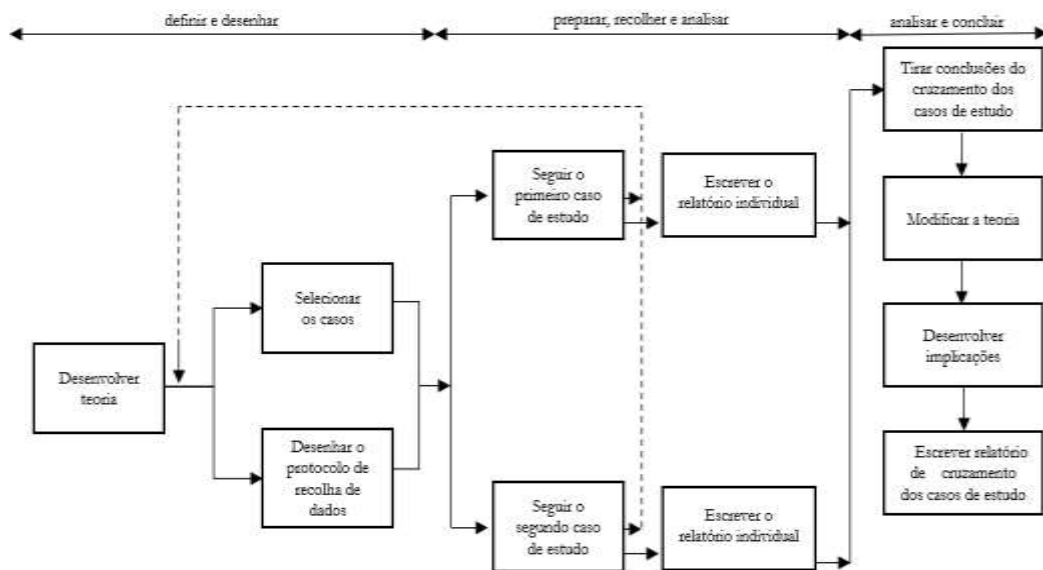 definir e desenhar
preparar, recolher e analisar
analisar e concluir
Tirar conclusões do
cruzamento dos
casos de estudo
Seguir o
primeiro caso
de estudo
Escrever o
relatório individual
Modificar a teoria
Selecionar
os casos
Desenvolver
teoria
Desenvolver
implicações
Desenhar o
protocolo de
recolha de
dados
Escrever relatório
de cruzamento
dos casos de estudo
Seguir o
segundo caso
de estudo
Escrever o
relatório individual